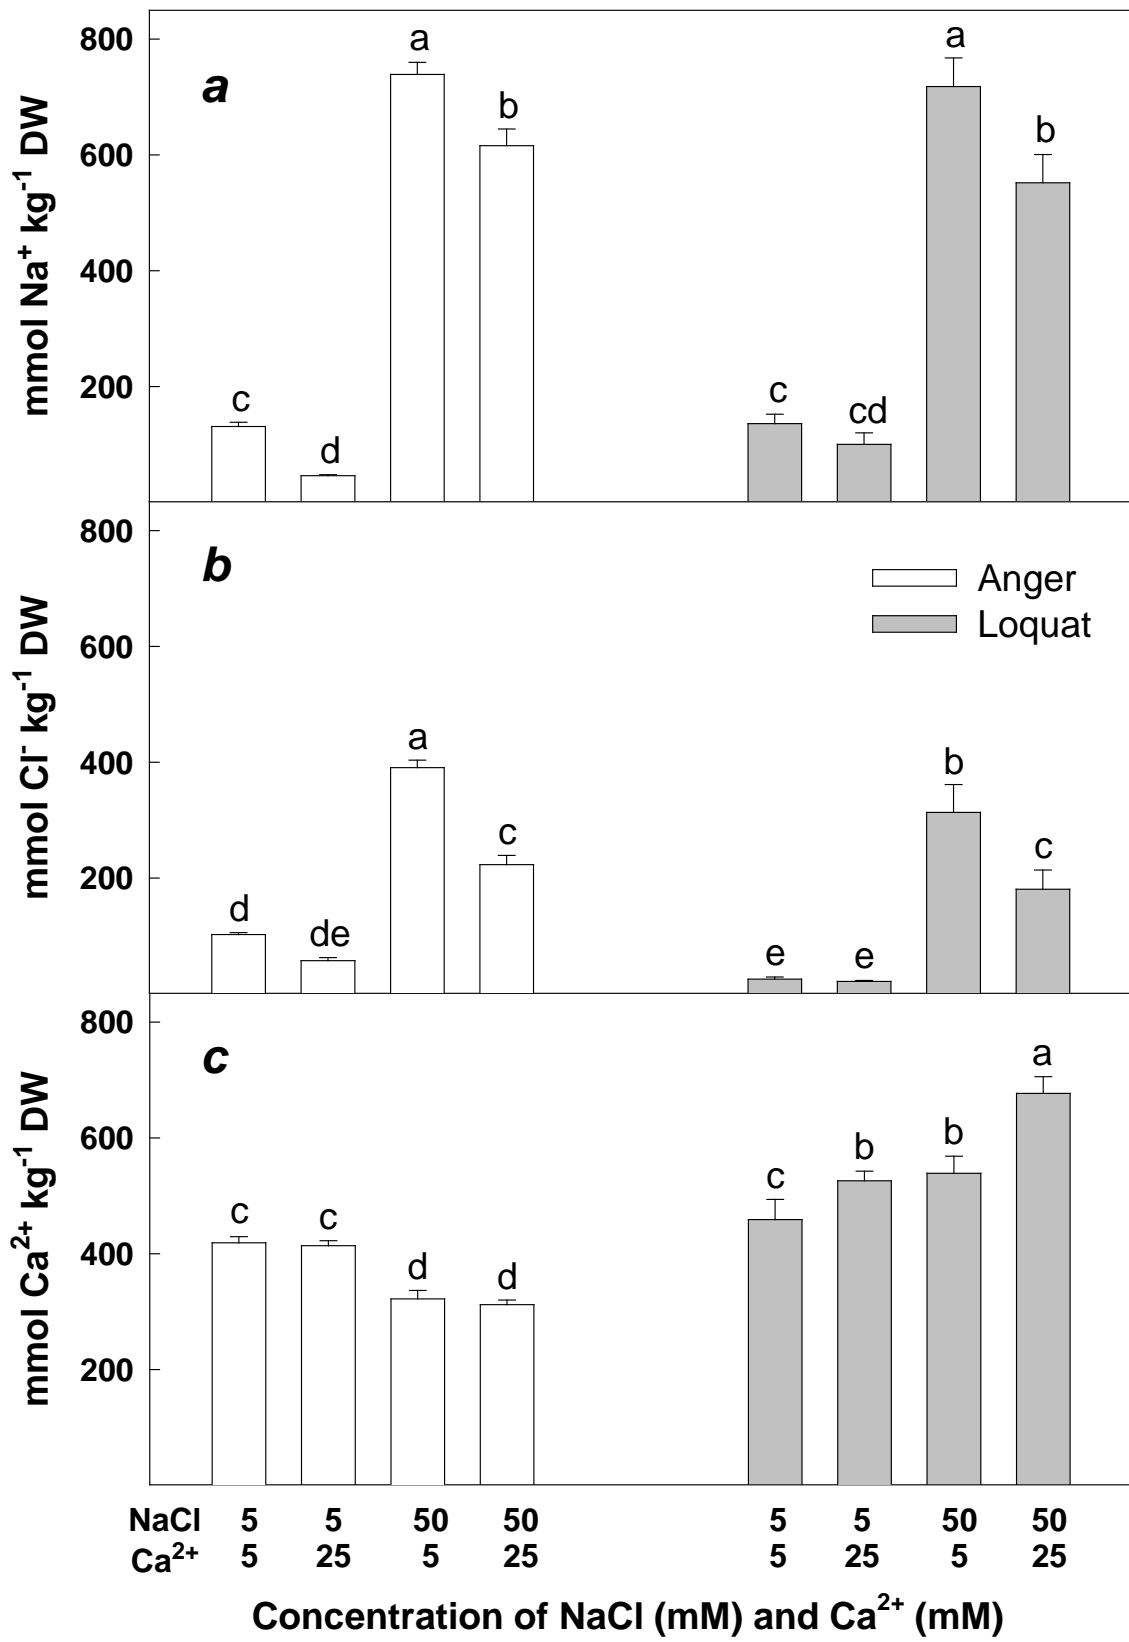 a
mmol Na⁺ kg⁻¹ DW
800
600
400
200
c
d
a
b
c
cd
a
b
b
mmol Cl⁻ kg⁻¹ DW
800
600
400
200
Anger
Loquat
d
de
a
c
e
e
b
c
c
mmol Ca²⁺ kg⁻¹ DW
800
600
400
200
c
c
d
d
c
b
b
a
NaCl 5 5 50 50 5 5 50 50
Ca²⁺ 5 25 5 25 5 25 5 25
Concentration of NaCl (mM) and Ca²⁺ (mM)